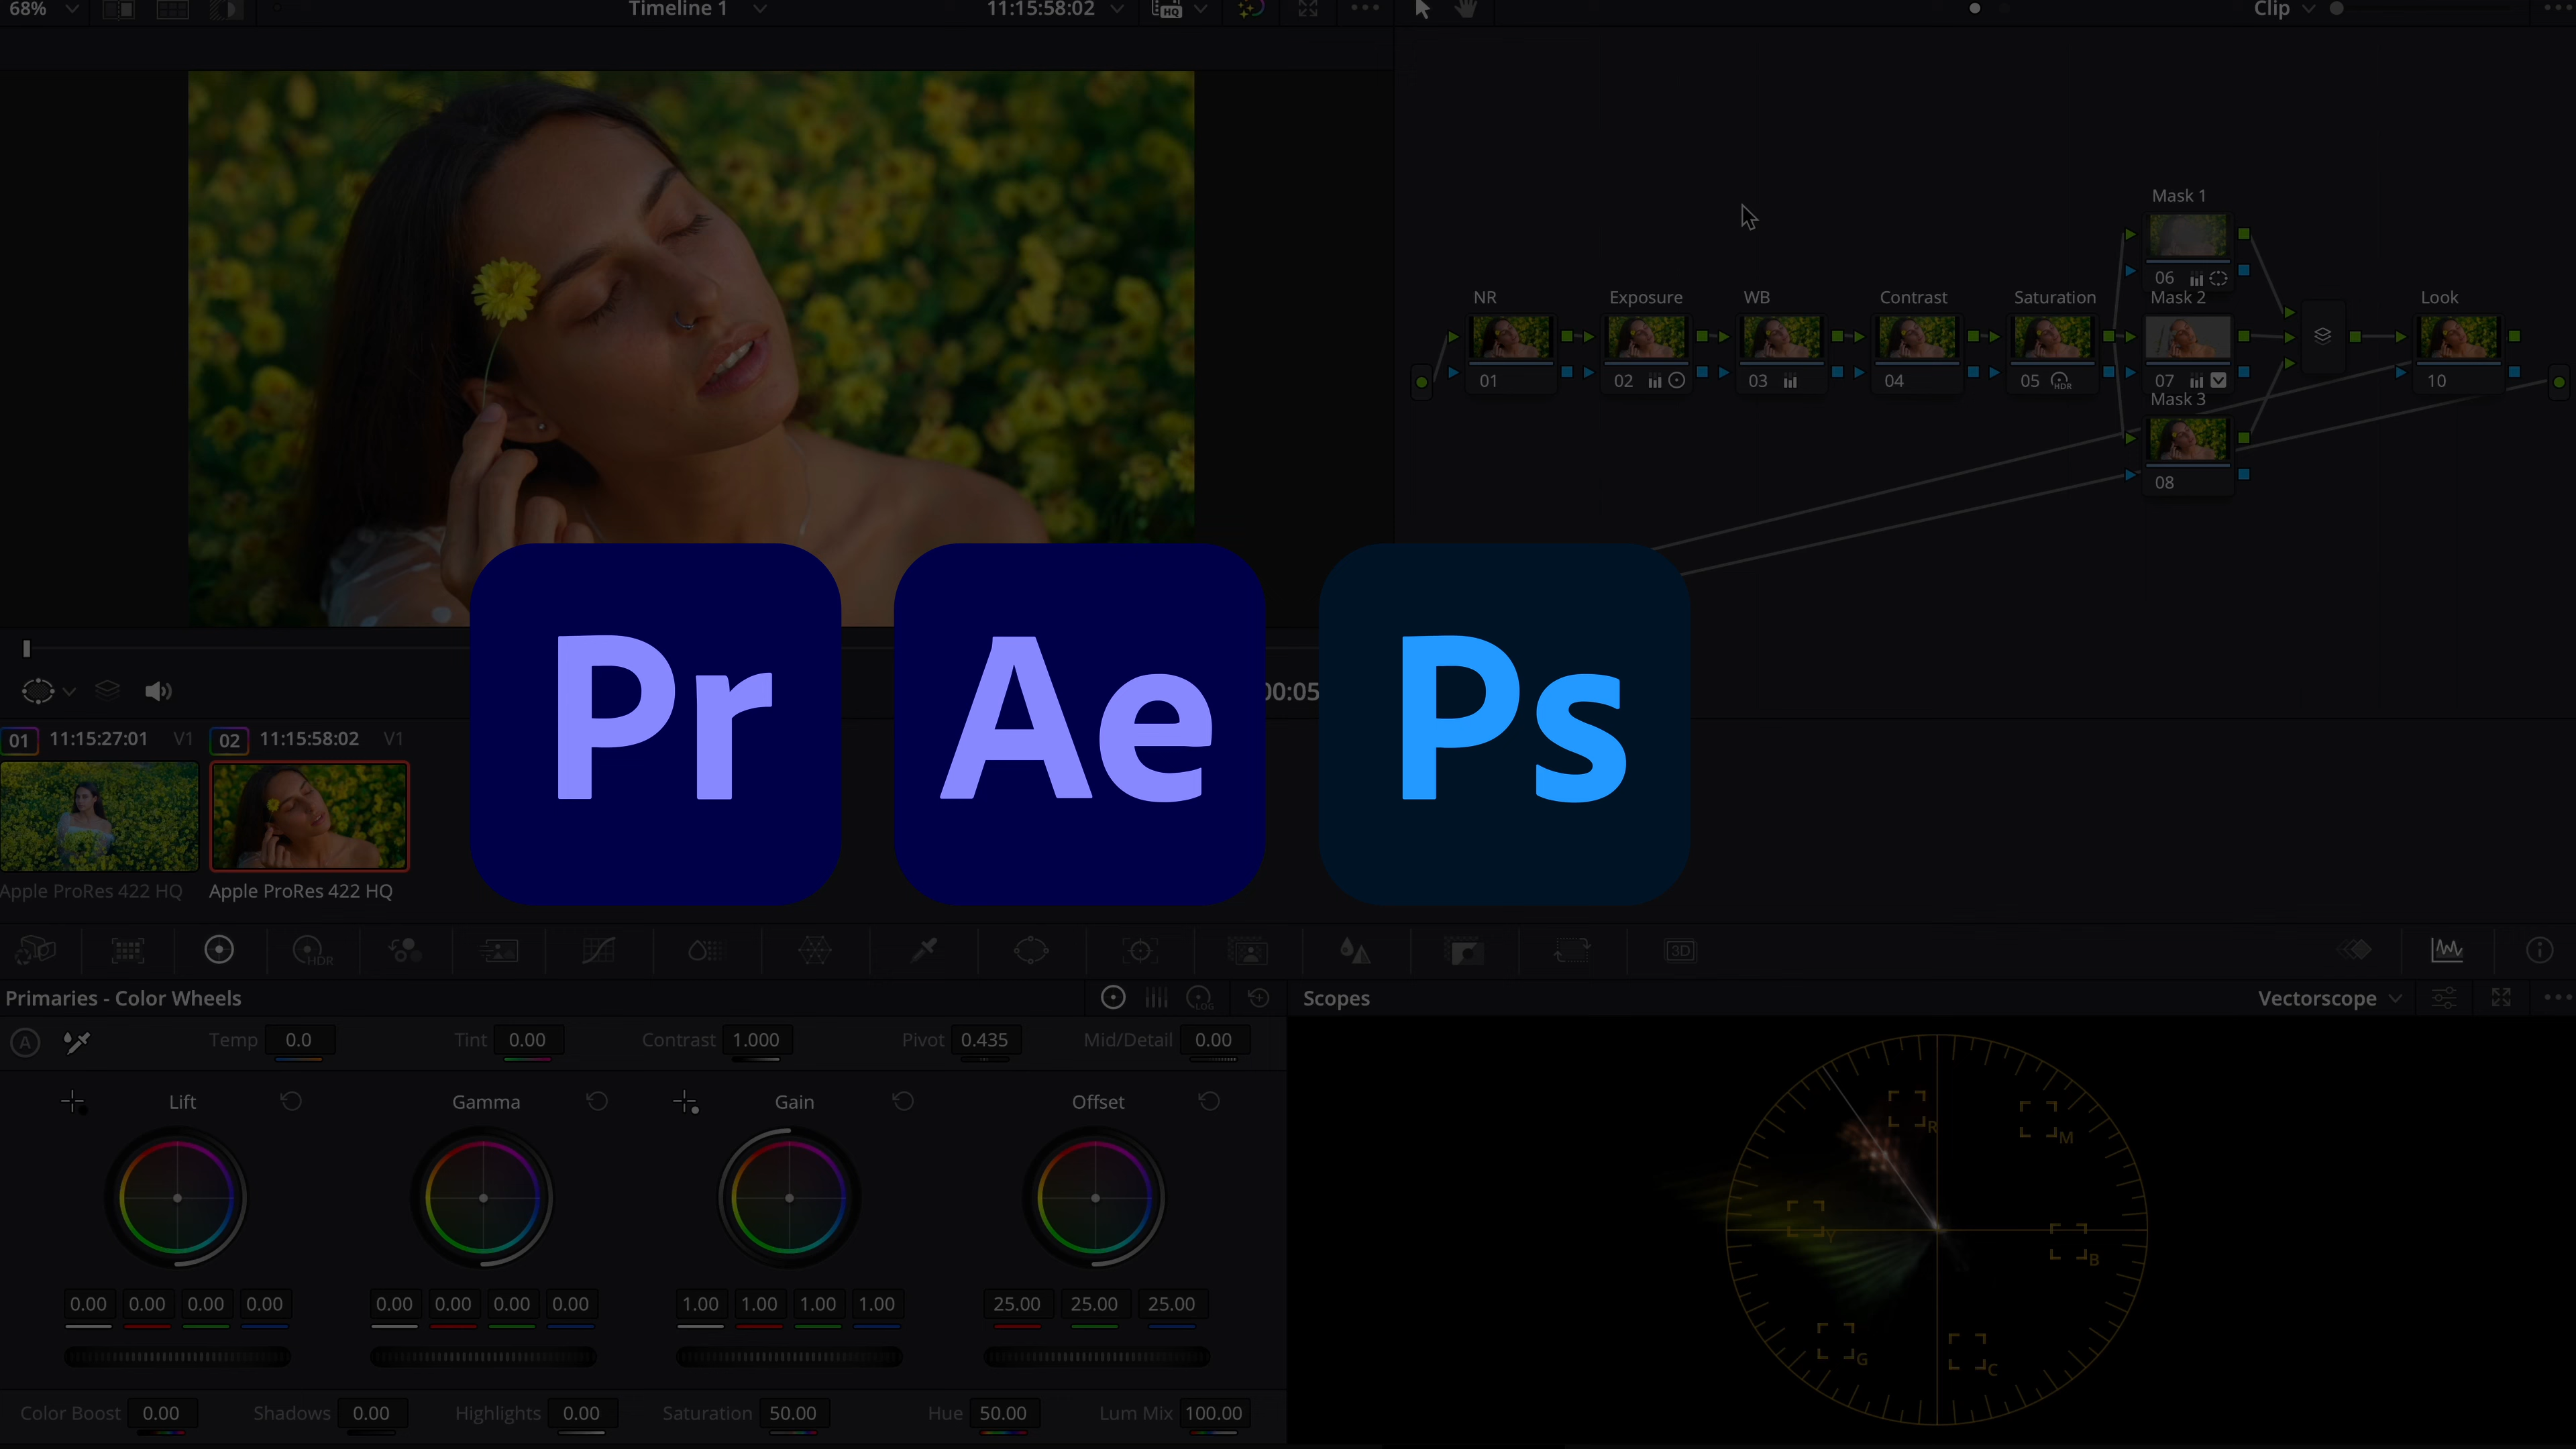 68%
Timeline 1
11:15:58:02
HQ
Clip
Mask 1
06
NR
Exposure
WB
Contrast
Saturation
Mask 2
Look
01
02
03
04
05
HDR
07
10
Mask 3
08
00:05
Pr
Ae
Ps
01
11:15:27:01
V1
02
11:15:58:02
V1
Apple ProRes 422 HQ
Apple ProRes 422 HQ
HDR
3D
Primaries - Color Wheels
LOG
Scopes
Vectorscope
A
Temp 0.0
Tint 0.00
Contrast 1.000
Pivot 0.435
Mid/Detail 0.00
Lift
Gamma
Gain
Offset
R
M
Y
B
G
C
0.00 0.00 0.00 0.00
0.00 0.00 0.00 0.00
1.00 1.00 1.00 1.00
25.00 25.00 25.00
Color Boost 0.00
Shadows 0.00
Highlights 0.00
Saturation 50.00
Hue 50.00
Lum Mix 100.00